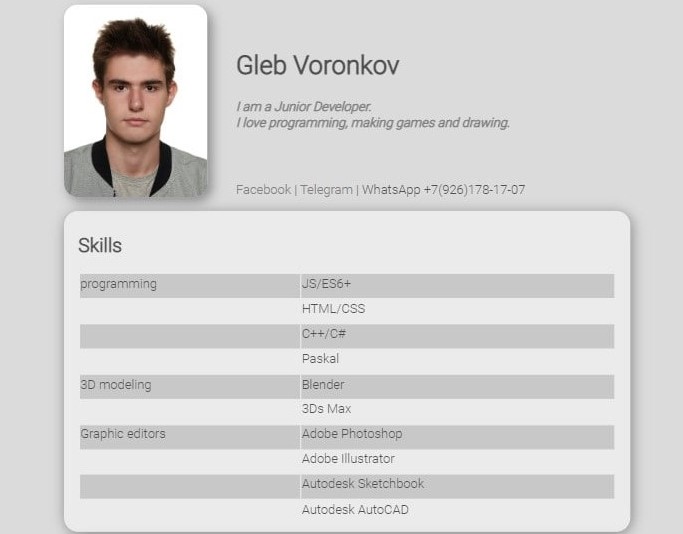 Gleb Voronkov
I am a Junior Developer.
I love programming, making games and drawing.
Facebook | Telegram | WhatsApp +7(926)178-17-07
Skills
programming JS/ES6+
HTML/CSS
C++/C#
Paskal
3D modeling Blender
3Ds Max
Graphic editors Adobe Photoshop
Adobe Illustrator
Autodesk Sketchbook
Autodesk AutoCAD